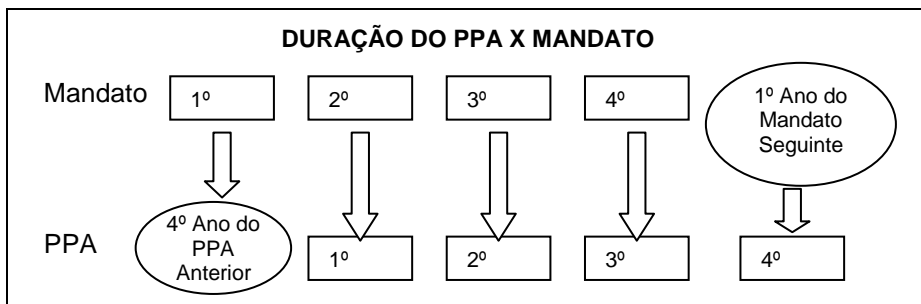 DURAÇÃO DO PPA X MANDATO
Mandato
1º
2º
3º
4º
1º Ano do
Mandato
Seguinte
PPA
4º Ano do
PPA
Anterior
1º
2º
3º
4º